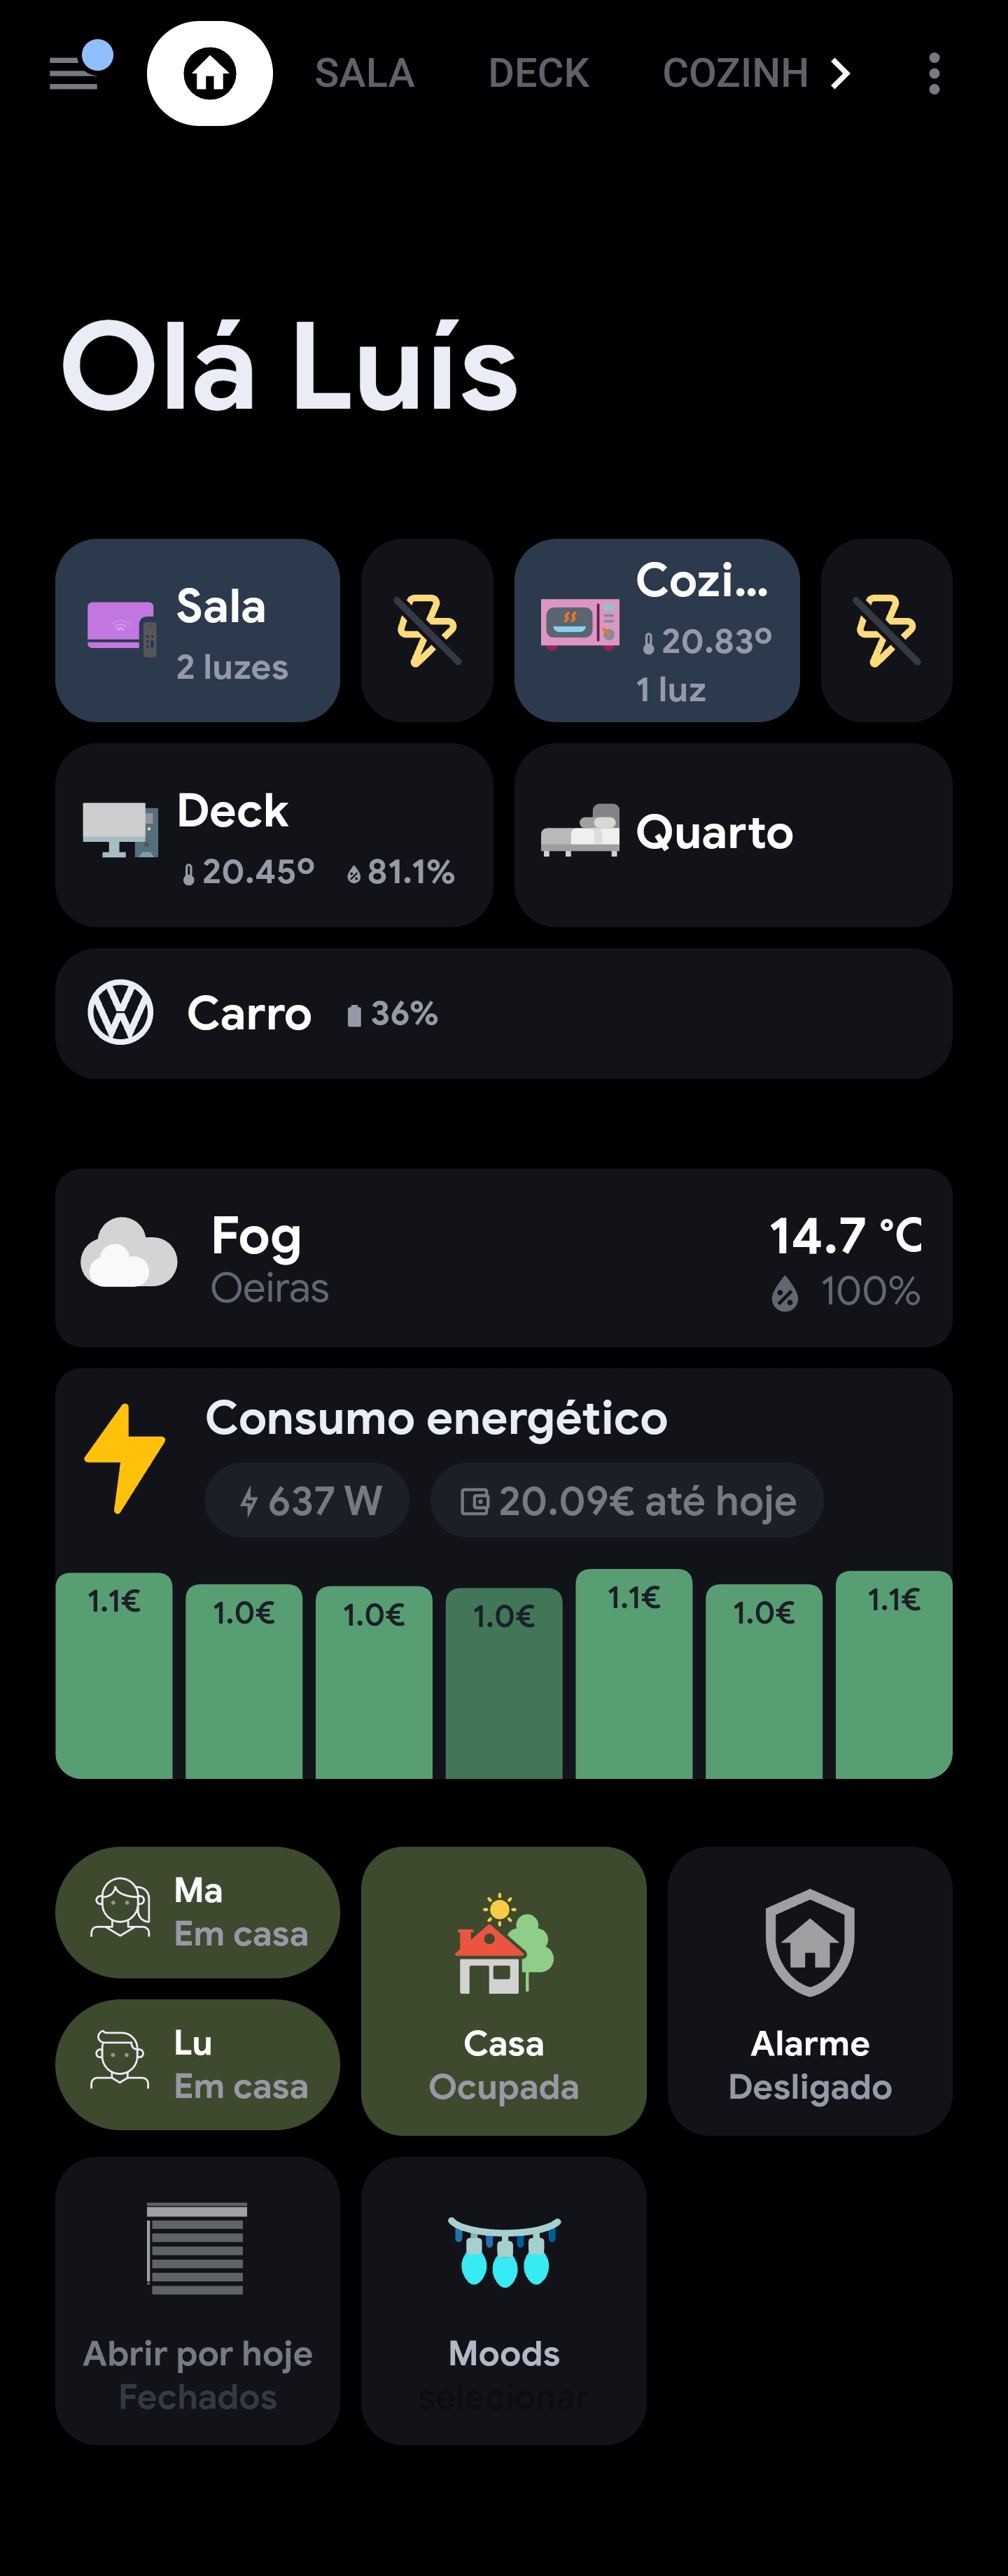 SALA DECK COZINH
Olá Luís
Sala
2 luzes
Cozi...
20.83º
1 luz
Deck
20.45º 81.1%
Quarto
Carro 36%
Fog
Oeiras
14.7 °C
100%
Consumo energético
637 W 20.09€ até hoje
1.1€ 1.0€ 1.0€ 1.0€ 1.1€ 1.0€ 1.1€
Ma
Em casa
Lu
Em casa
Casa
Ocupada
Alarme
Desligado
Abrir por hoje
Fechados
Moods
selecionar